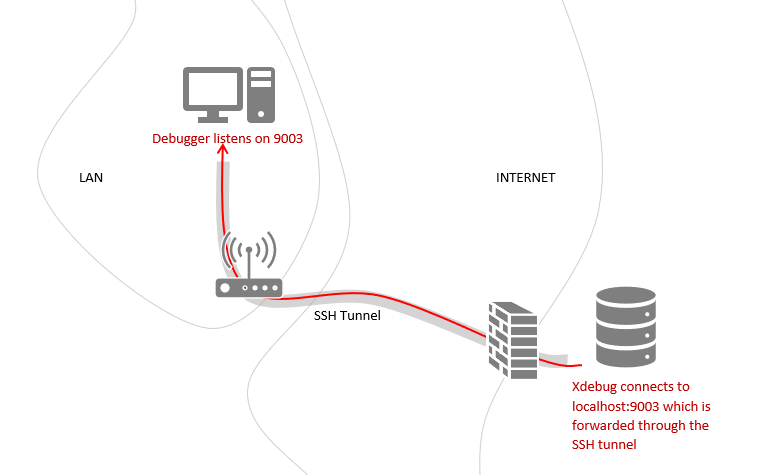 Debugger listens on 9003
LAN
INTERNET
SSH Tunnel
Xdebug connects to
localhost:9003 which is
forwarded through the
SSH tunnel